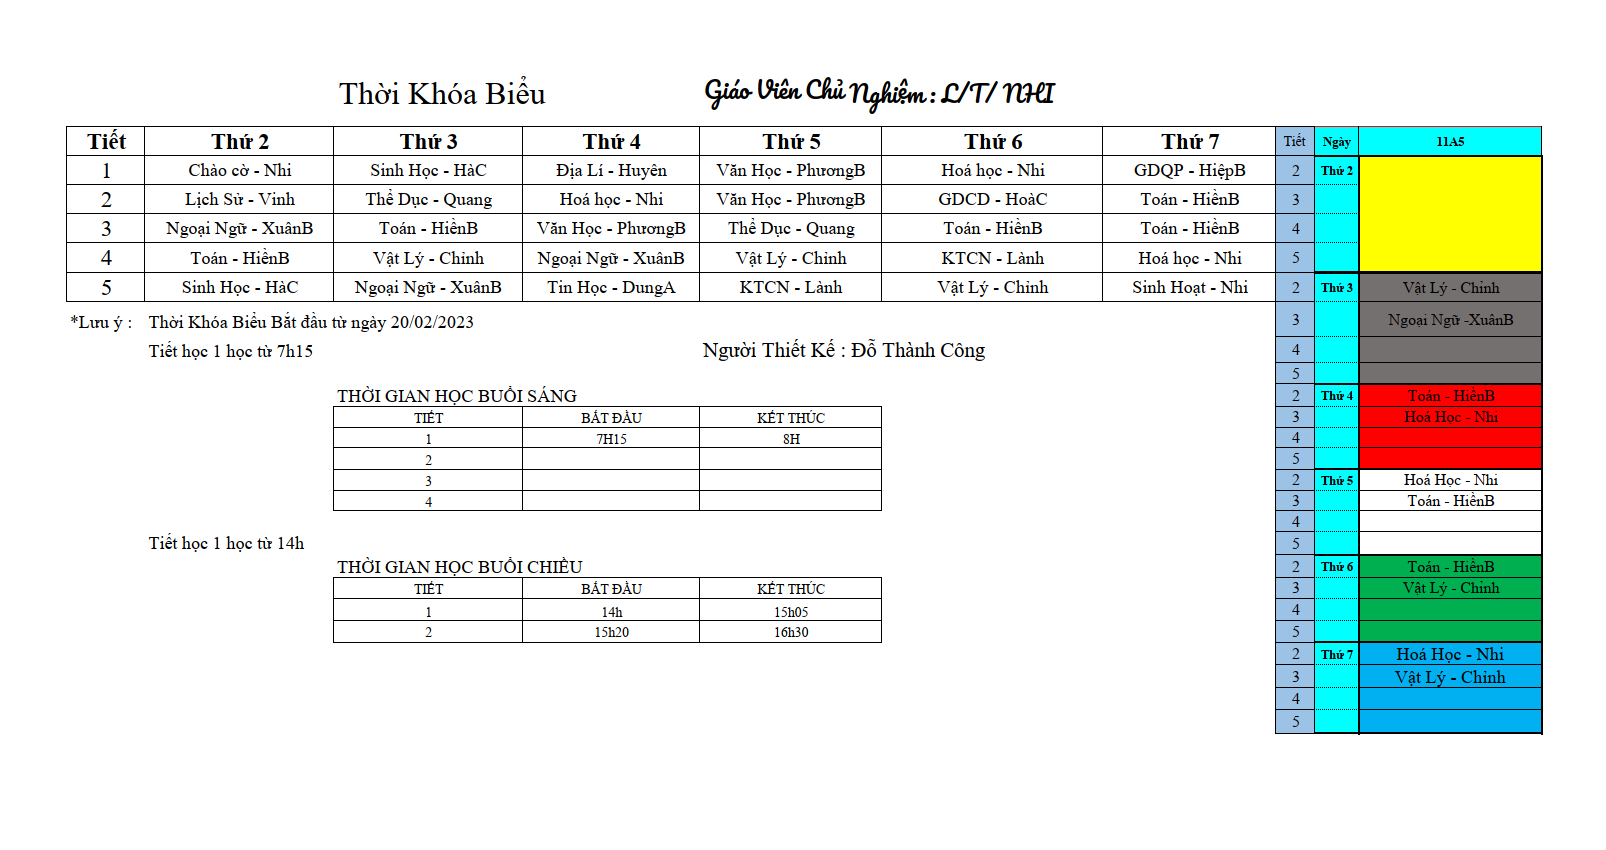 Thời Khóa Biểu Giáo Viên Chủ Nghiệm : L/T/ NHI
Tiết Thứ 2 Thứ 3 Thứ 4 Thứ 5 Thứ 6 Thứ 7 Tiết Ngày 11A5
1 Chào cờ - Nhi Sinh Học - HàC Địa Lí - Huyên Văn Học - PhươngB Hoá học - Nhi GDQP - HiệpB 2 Thứ 2
2 Lịch Sử - Vinh Thể Dục - Quang Hoá học - Nhi Văn Học - PhươngB GDCD - HoàC Toán - HiềnB 3
3 Ngoại Ngữ - XuânB Toán - HiềnB Văn Học - PhươngB Thể Dục - Quang Toán - HiềnB Toán - HiềnB 4
4 Toán - HiềnB Vật Lý - Chỉnh Ngoại Ngữ - XuânB Vật Lý - Chỉnh KTCN - Lành Hoá học - Nhi 5
5 Sinh Học - HàC Ngoại Ngữ - XuânB Tin Học - DungA KTCN - Lành Vật Lý - Chỉnh Sinh Hoạt - Nhi 2 Thứ 3 Vật Lý - Chỉnh
*Lưu ý : Thời Khóa Biểu Bắt đầu từ ngày 20/02/2023 3 Ngoại Ngữ -XuânB
Tiết học 1 học từ 7h15 Người Thiết Kế : Đỗ Thành Công 4
5
THỜI GIAN HỌC BUỔI SÁNG 2 Thứ 4 Toán - HiềnB
TIẾT BẮT ĐẦU KẾT THÚC 3 Hoá Học - Nhi
1 7H15 8H 4
2 5
3 2 Thứ 5 Hoá Học - Nhi
4 3 Toán - HiềnB
4
Tiết học 1 học từ 14h 5
THỜI GIAN HỌC BUỔI CHIỀU 2 Thứ 6 Toán - HiềnB
TIẾT BẮT ĐẦU KẾT THÚC 3 Vật Lý - Chỉnh
1 14h 15h05 4
2 15h20 16h30 5
2 Thứ 7 Hoá Học - Nhi
3 Vật Lý - Chỉnh
4
5